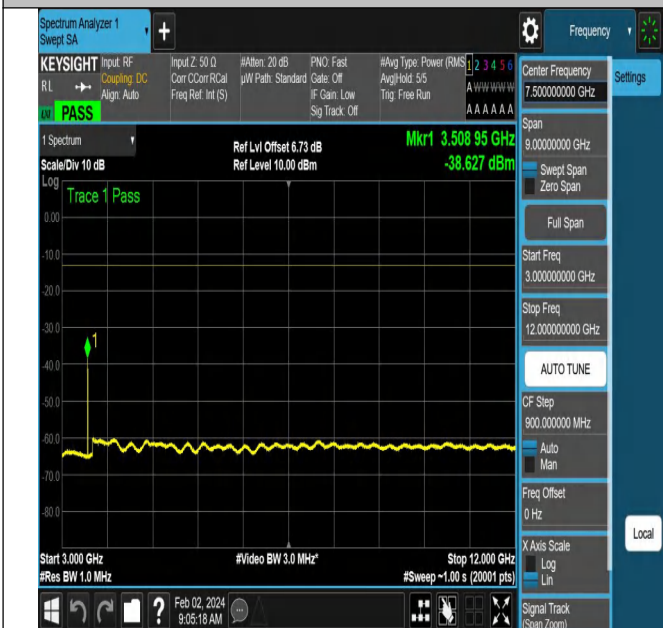 Spectrum Analyzer 1
Swept SA
+
Frequency
KEYSIGHT
RL
PASS
Input: RF
Coupling: DC
Align: Auto
Input Z: 50 Ω
Corr CCorr RCal
Freq Ref: Int (S)
#Atten: 20 dB
µW Path: Standard
PNO: Fast
Gate: Off
IF Gain: Low
Sig Track: Off
#Avg Type: Power (RMS
Avg|Hold: 5/5
Trig: Free Run
1 2 3 4 5 6
A W W W W W
A A A A A A
1 Spectrum
Scale/Div 10 dB
Log
Ref Lvl Offset 6.73 dB
Ref Level 10.00 dBm
Mkr1 3.508 95 GHz
-38.627 dBm
Trace 1 Pass
0.00
-10.0
-20.0
-30.0
1
-40.0
-50.0
-60.0
-70.0
-80.0
Start 3.000 GHz
#Res BW 1.0 MHz
#Video BW 3.0 MHz*
Stop 12.000 GHz
#Sweep ~1.00 s (20001 pts)
?
Feb 02, 2024
9:05:18 AM
Center Frequency
7.500000000 GHz
Settings
Span
9.00000000 GHz
Swept Span
Zero Span
Full Span
Start Freq
3.000000000 GHz
Stop Freq
12.000000000 GHz
AUTO TUNE
CF Step
900.000000 MHz
Auto
Man
Freq Offset
0 Hz
X Axis Scale
Log
Lin
Local
Signal Track
(Span Zoom)